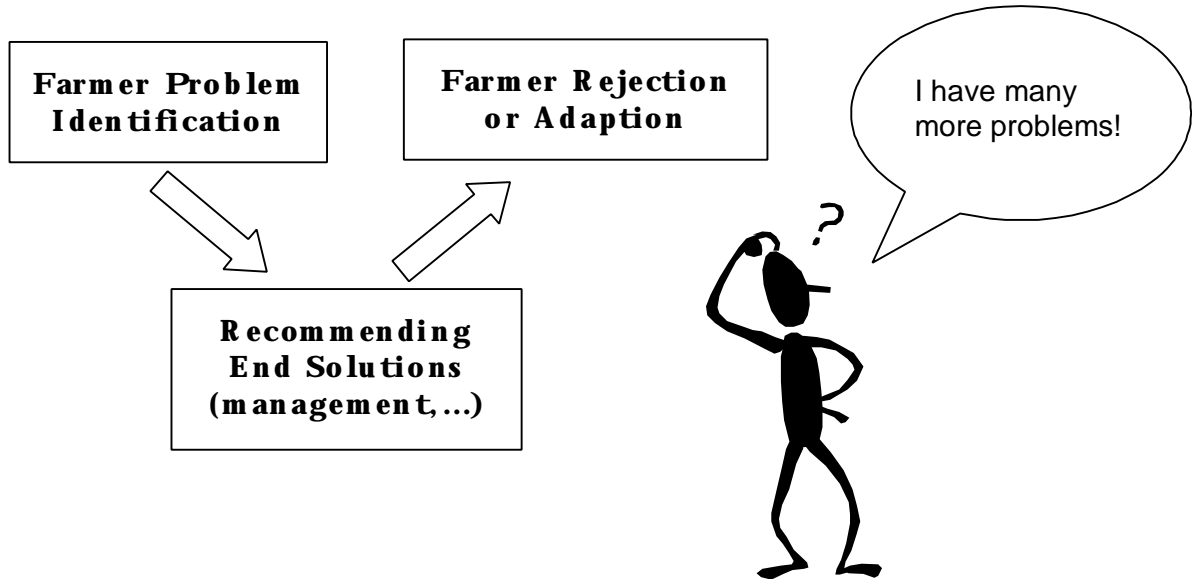 Farmer Problem
Identification
Farmer Rejection
or Adaption
I have many
more problems!
?
Recommending
End Solutions
(management,...)